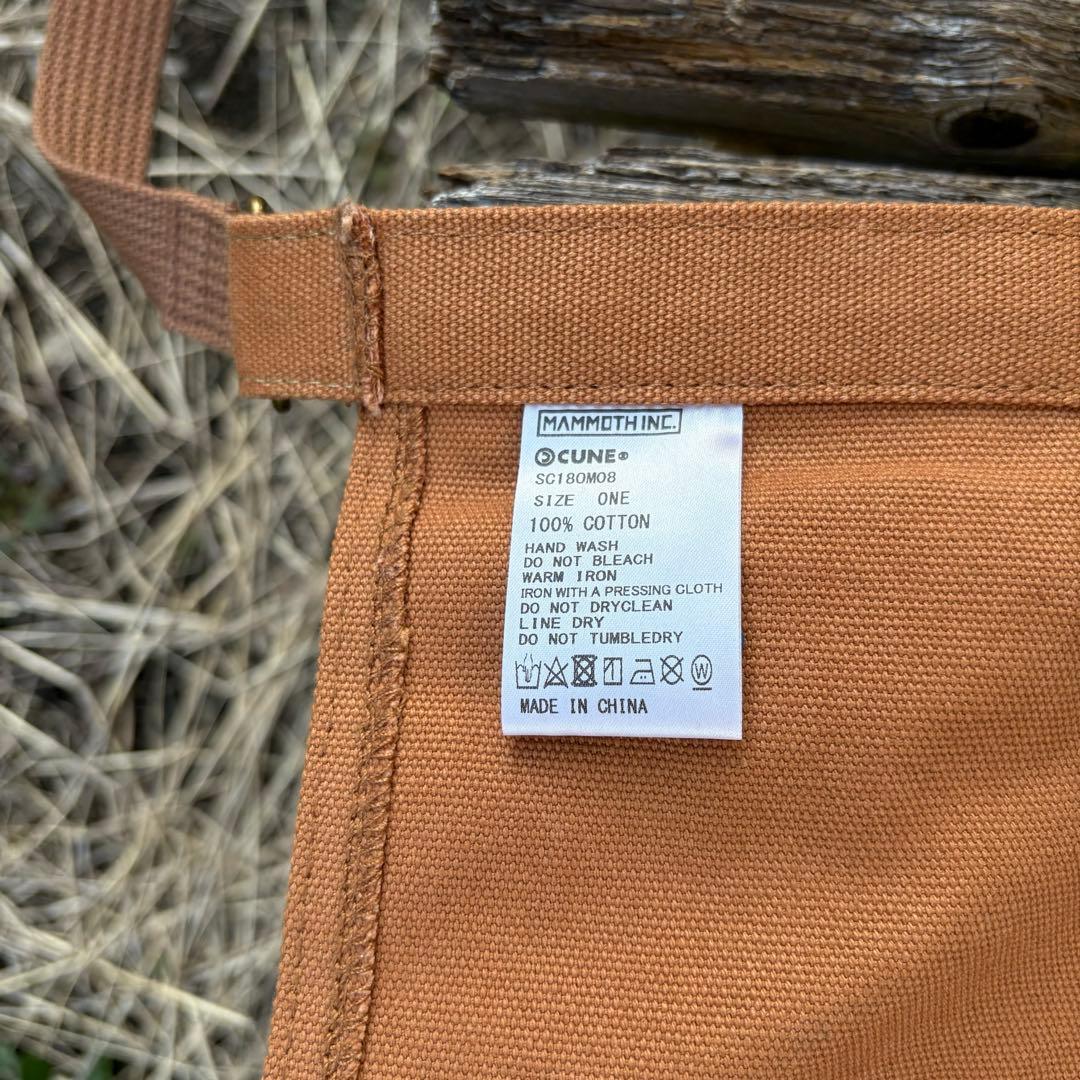 MAMMOTH INC.
CUNE®
SC180M08
SIZE ONE
100% COTTON
HAND WASH
DO NOT BLEACH
WARM IRON
IRON WITH A PRESSING CLOTH
DO NOT DRYCLEAN
LINE DRY
DO NOT TUMBLEDRY
W
MADE IN CHINA